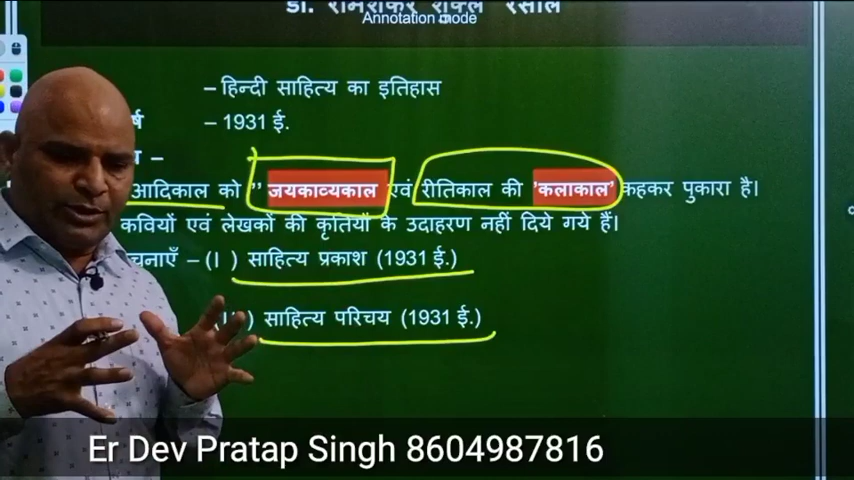 डॉ. रामशंकर शुक्ल 'रसाल'
Annotation mode
– हिन्दी साहित्य का इतिहास
र्ष – 1931 ई.
–
आदिकाल को '' जयकाव्यकाल एवं रीतिकाल की 'कलाकाल' कहकर पुकारा है।
कवियों एवं लेखकों की कृतियों के उदाहरण नहीं दिये गये हैं।
चनाएँ – (I ) साहित्य प्रकाश (1931 ई.)
) साहित्य परिचय (1931 ई.)
Er Dev Pratap Singh 8604987816